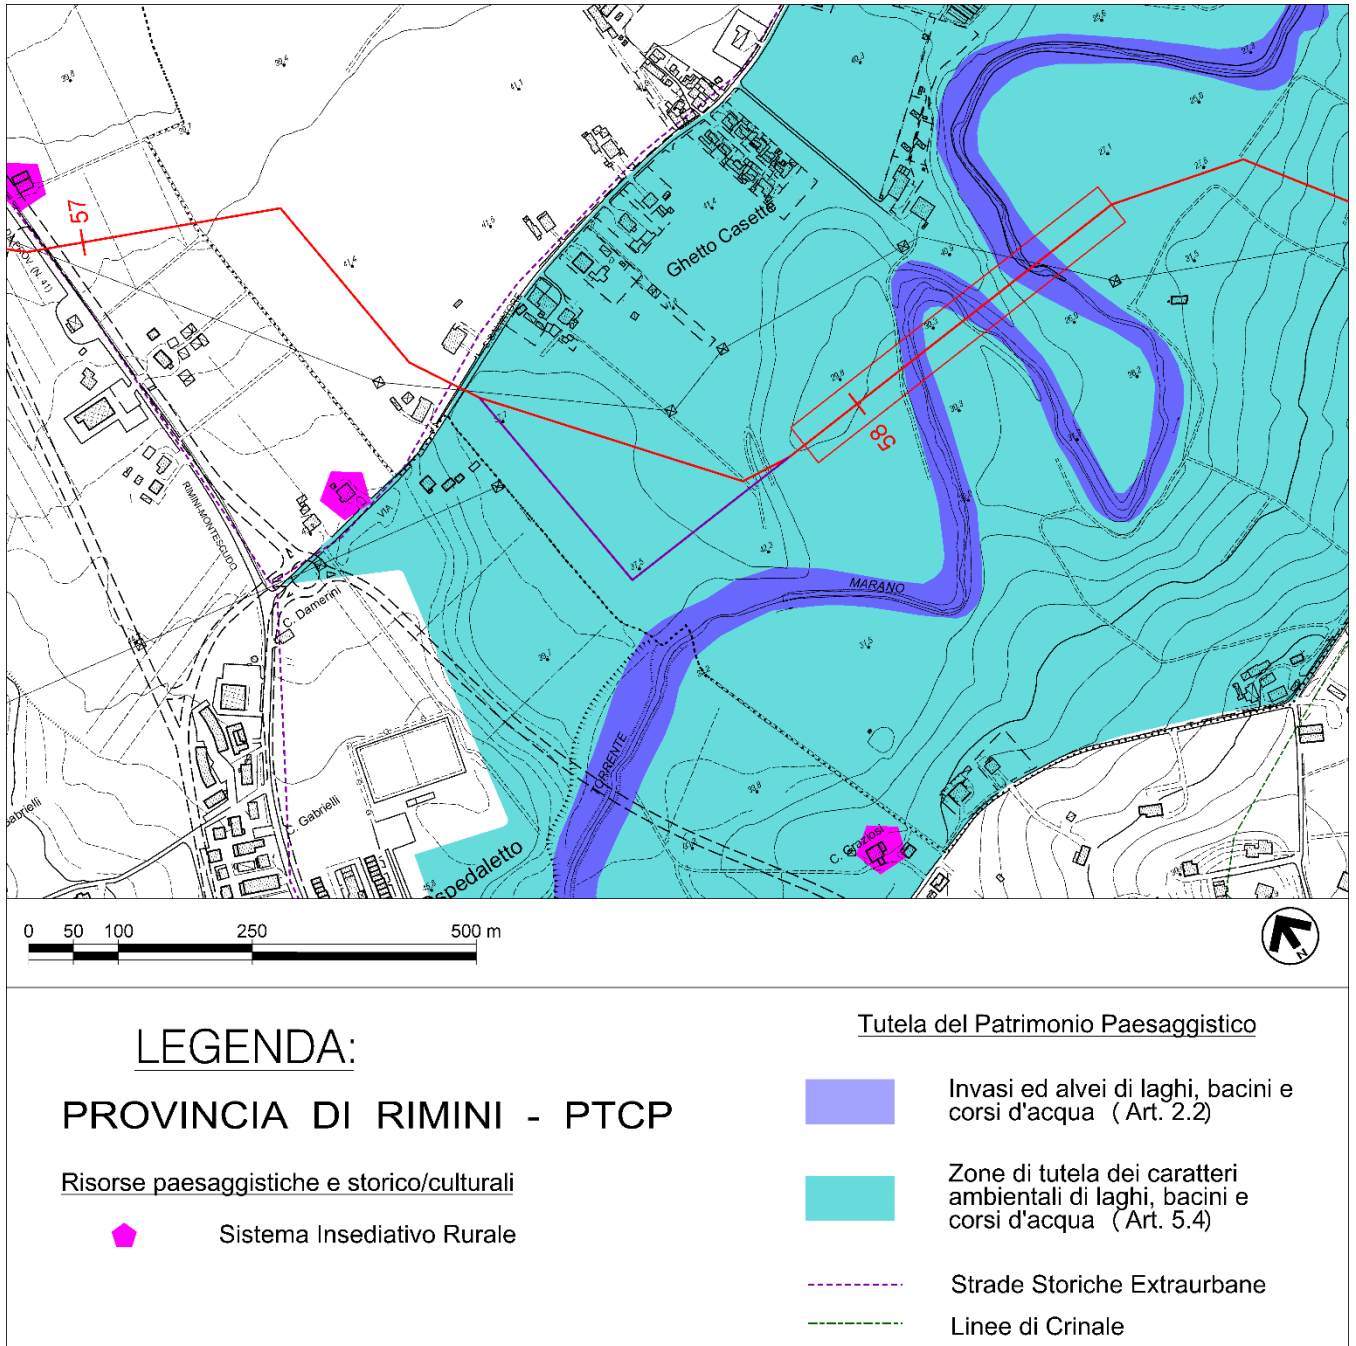 57
Ghetto Casette
58
RIMINI-MONTESCUDO
VIA
C. Damerini
MARANO
TORRENTE
C. Gabrielli
C. Graziosi
0 50 100 250 500 m
N
LEGENDA:
PROVINCIA DI RIMINI - PTCP
Risorse paesaggistiche e storico/culturali
Sistema Insediativo Rurale
Tutela del Patrimonio Paesaggistico
Invasi ed alvei di laghi, bacini e
corsi d'acqua ( Art. 2.2)
Zone di tutela dei caratteri
ambientali di laghi, bacini e
corsi d'acqua ( Art. 5.4)
Strade Storiche Extraurbane
Linee di Crinale